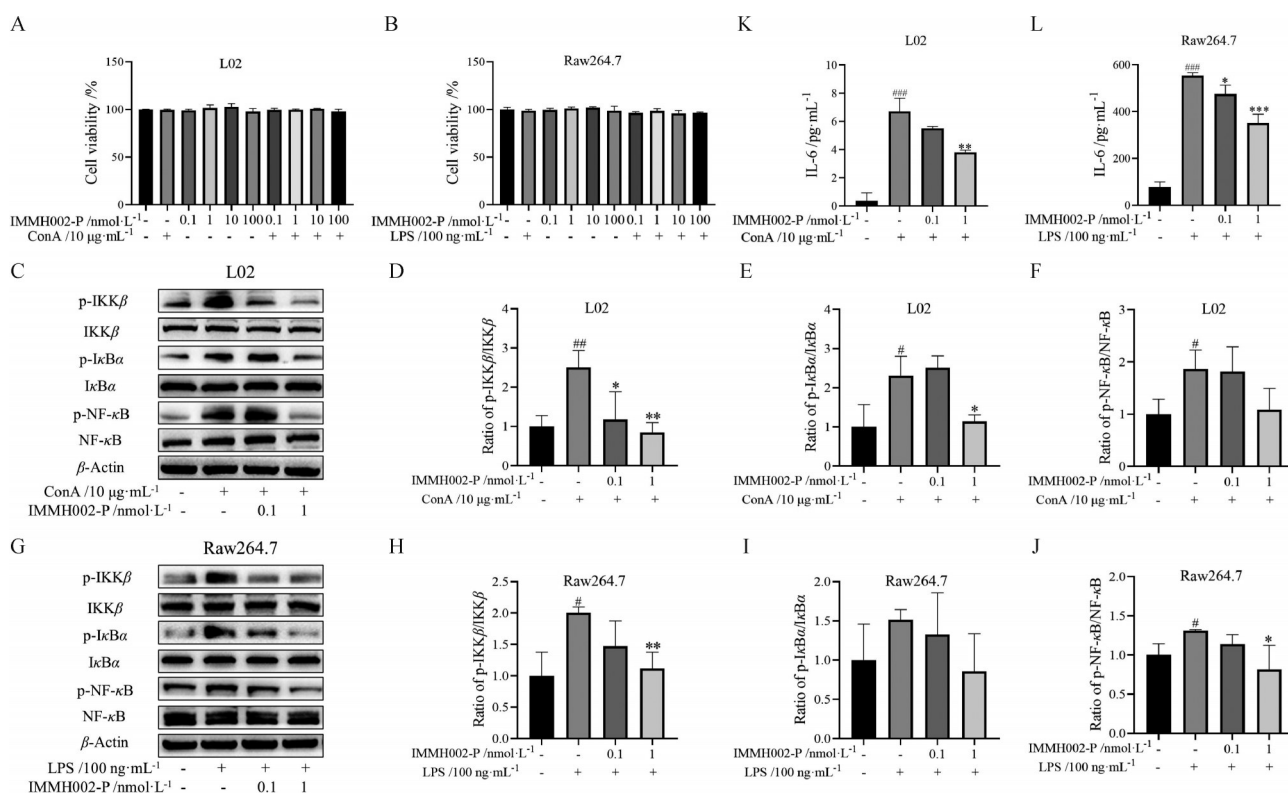 A
L02
Cell viability /%
150
100
50
0
IMMH002-P /nmol·L⁻¹ - - 0.1 1 10 100 0.1 1 10 100
ConA /10 μg·mL⁻¹ - + - - - - + + + +
B
Raw264.7
Cell viability /%
150
100
50
0
IMMH002-P /nmol·L⁻¹ - - 0.1 1 10 100 0.1 1 10 100
LPS /100 ng·mL⁻¹ - + - - - - + + + +
K
L02
IL-6 /pg·mL⁻¹
8
6
4
2
0
###
**
IMMH002-P /nmol·L⁻¹ - - 0.1 1
ConA /10 μg·mL⁻¹ - + + +
L
Raw264.7
IL-6 /pg·mL⁻¹
600
400
200
0
###
*
***
IMMH002-P /nmol·L⁻¹ - - 0.1 1
LPS /100 ng·mL⁻¹ - + + +
C
L02
p-IKKβ
IKKβ
p-IκBα
IκBα
p-NF-κB
NF-κB
β-Actin
ConA /10 μg·mL⁻¹ - + + +
IMMH002-P /nmol·L⁻¹ - - 0.1 1
D
L02
Ratio of p-IKKβ/IKKβ
4
3
2
1
0
##
*
**
IMMH002-P /nmol·L⁻¹ - - 0.1 1
ConA /10 μg·mL⁻¹ - + + +
E
L02
Ratio of p-IκBα/IκBα
4
3
2
1
0
#
*
IMMH002-P /nmol·L⁻¹ - - 0.1 1
ConA /10 μg·mL⁻¹ - + + +
F
L02
Ratio of p-NF-κB/NF-κB
3
2
1
0
#
IMMH002-P /nmol·L⁻¹ - - 0.1 1
ConA /10 μg·mL⁻¹ - + + +
G
Raw264.7
p-IKKβ
IKKβ
p-IκBα
IκBα
p-NF-κB
NF-κB
β-Actin
LPS /100 ng·mL⁻¹ - + + +
IMMH002-P /nmol·L⁻¹ - - 0.1 1
H
Raw264.7
Ratio of p-IKKβ/IKKβ
2.5
2.0
1.5
1.0
0.5
0.0
#
**
IMMH002-P /nmol·L⁻¹ - - 0.1 1
LPS /100 ng·mL⁻¹ - + + +
I
Raw264.7
Ratio of p-IκBα/IκBα
2.0
1.5
1.0
0.5
0.0
IMMH002-P /nmol·L⁻¹ - - 0.1 1
LPS /100 ng·mL⁻¹ - + + +
J
Raw264.7
Ratio of p-NF-κB/NF-κB
2.0
1.5
1.0
0.5
0.0
#
*
IMMH002-P /nmol·L⁻¹ - - 0.1 1
LPS /100 ng·mL⁻¹ - + + +